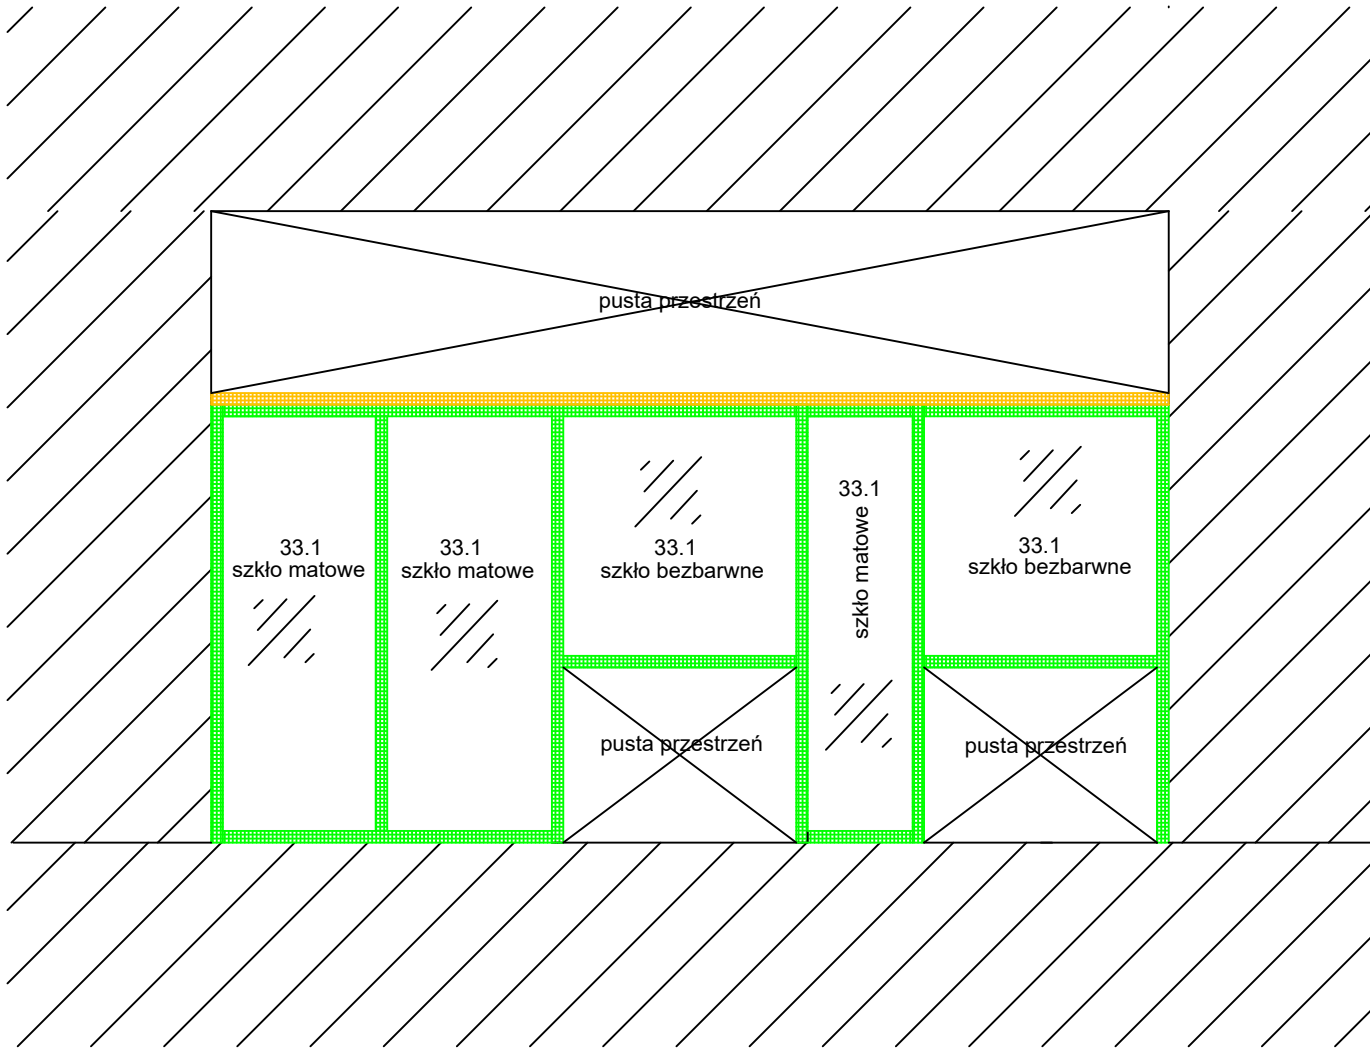 pusta przestrzeń
33.1
szkło matowe
33.1
szkło matowe
33.1
szkło bezbarwne
33.1
szkło matowe
33.1
szkło bezbarwne
pusta przestrzeń
pusta przestrzeń